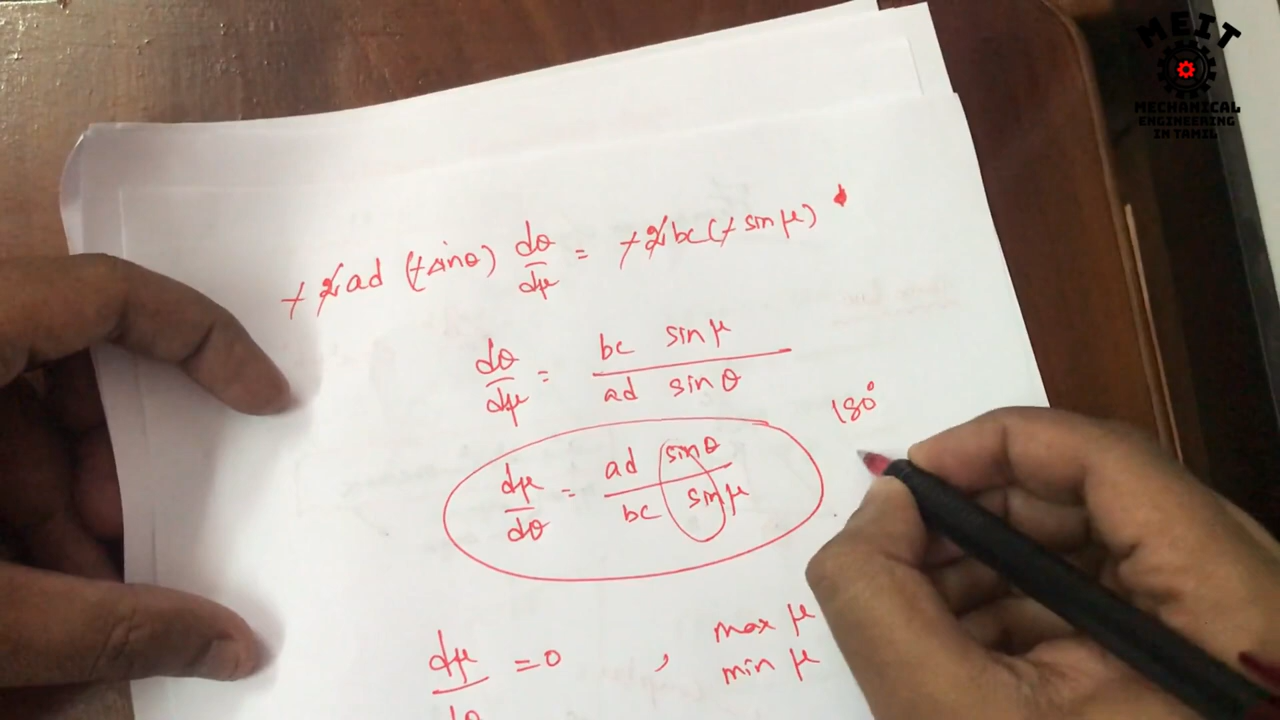 MEIT
MECHANICAL
ENGINEERING
IN TAMIL
+ 2ad (+sinθ) dθ/dμ = +2bc(+sinμ)
dθ/dμ = bc sinμ / ad sinθ
180°
dμ/dθ = ad sinθ / bc sinμ
dμ/dθ = 0 , max μ
min μ